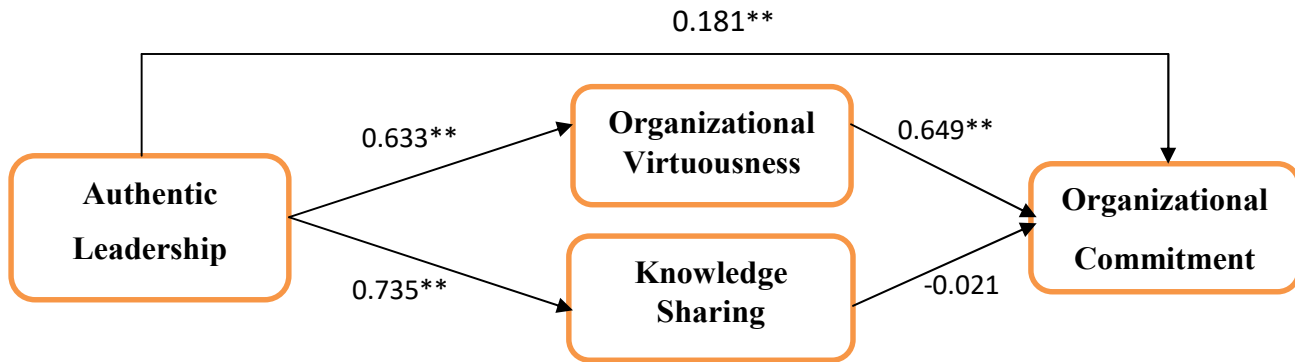 0.181**
0.633**
Organizational
Virtuousness
0.649**
Authentic
Leadership
Organizational
Commitment
0.735**
Knowledge
Sharing
-0.021